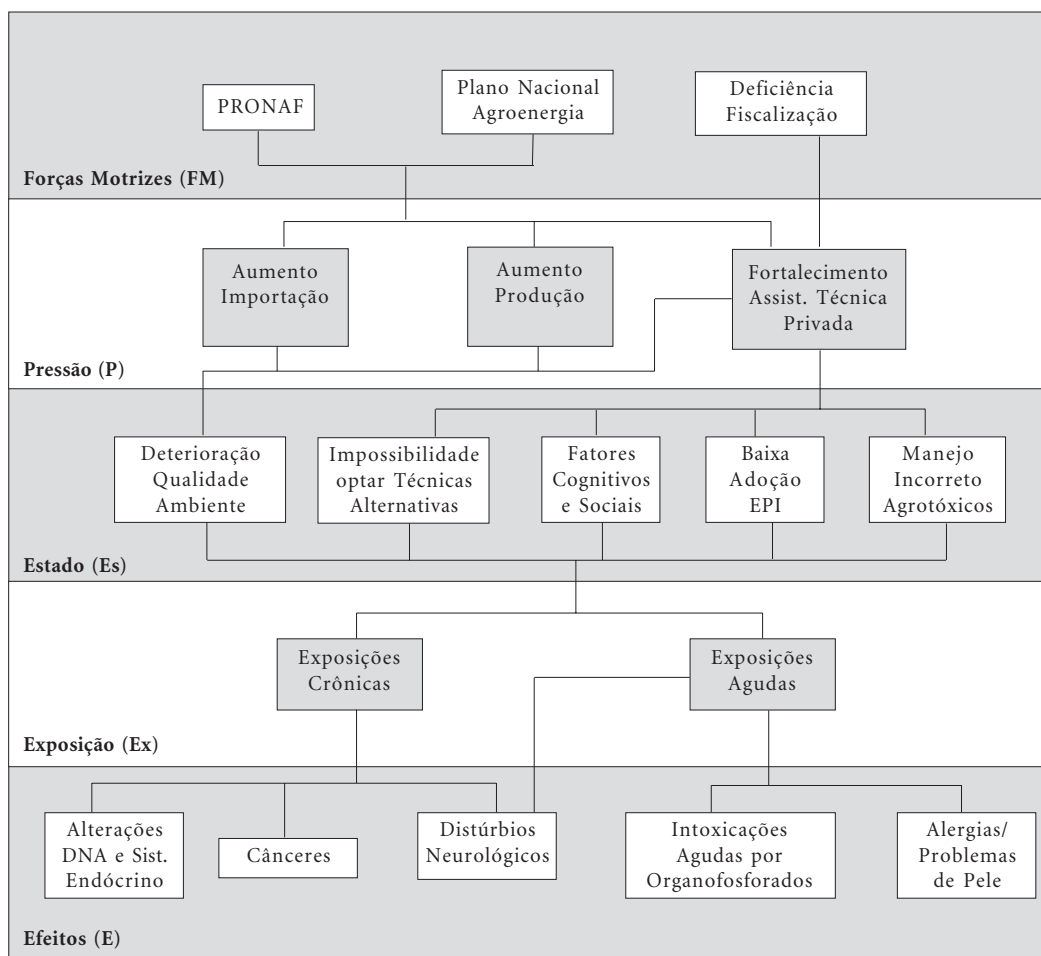 PRONAF
Plano Nacional
Agroenergia
Deficiência
Fiscalização
Forças Motrizes (FM)
Aumento
Importação
Aumento
Produção
Fortalecimento
Assist. Técnica
Privada
Pressão (P)
Deterioração
Qualidade
Ambiente
Impossibilidade
optar Técnicas
Alternativas
Fatores
Cognitivos
e Sociais
Baixa
Adoção
EPI
Manejo
Incorreto
Agrotóxicos
Estado (Es)
Exposições
Crônicas
Exposições
Agudas
Exposição (Ex)
Alterações
DNA e Sist.
Endócrino
Cânceres
Distúrbios
Neurológicos
Intoxicações
Agudas por
Organofosforados
Alergias/
Problemas
de Pele
Efeitos (E)